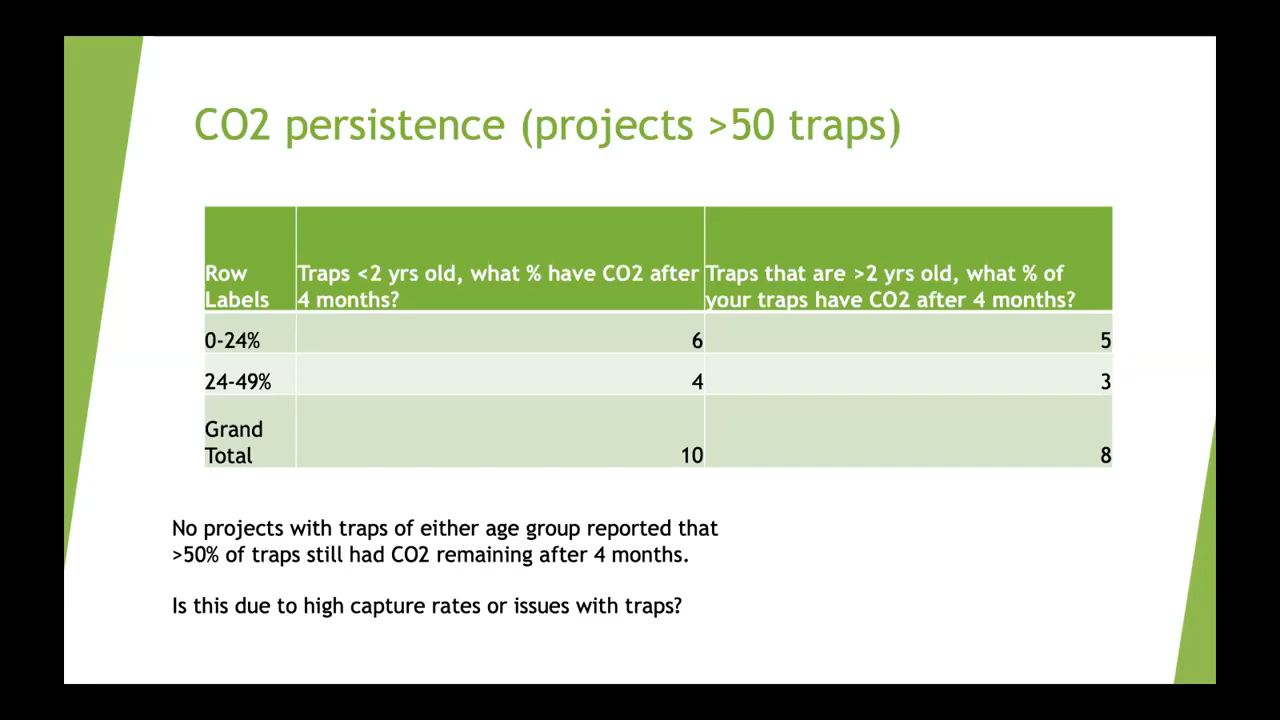 CO2 persistence (projects >50 traps)
Row Labels
Traps <2 yrs old, what % have CO2 after 4 months?
Traps that are >2 yrs old, what % of your traps have CO2 after 4 months?
0-24% 6 5
24-49% 4 3
Grand Total 10 8
No projects with traps of either age group reported that
>50% of traps still had CO2 remaining after 4 months.
Is this due to high capture rates or issues with traps?